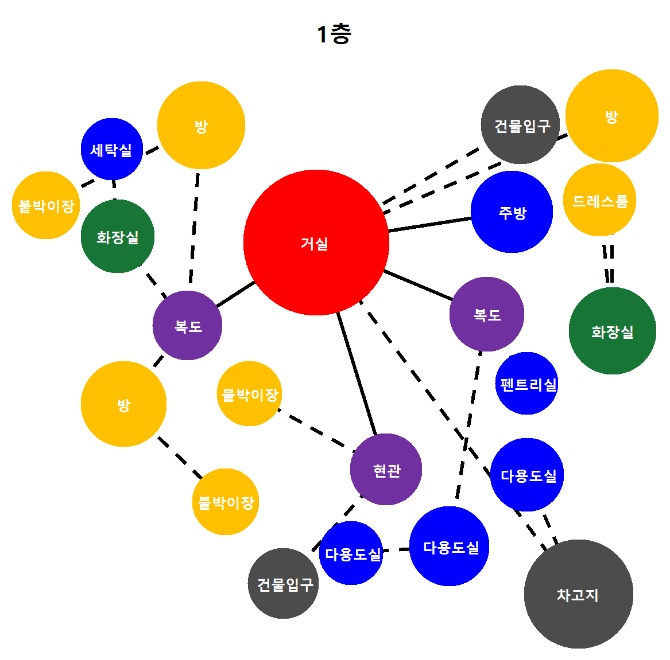 1층
방
건물입구
방
세탁실
붙박이장
드레스룸
주방
화장실
거실
복도
복도
화장실
펜트리실
붙박이장
방
현관
다용도실
붙박이장
다용도실
다용도실
건물입구
차고지